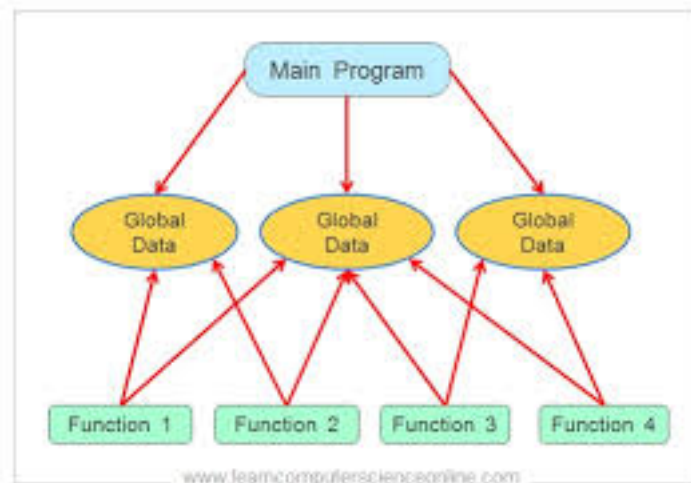 Main Program
Global
Data
Global
Data
Global
Data
Function 1
Function 2
Function 3
Function 4
www.learncomputerscienceonline.com